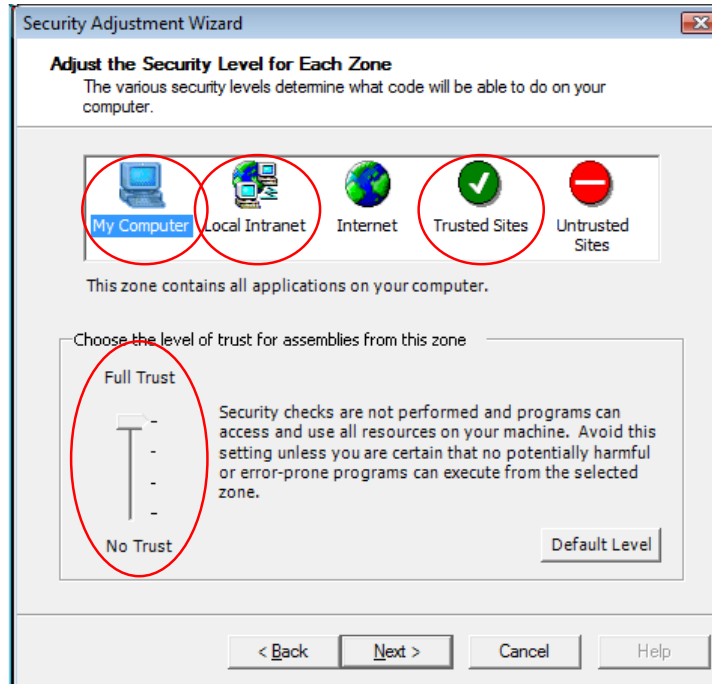 Security Adjustment Wizard
Adjust the Security Level for Each Zone
The various security levels determine what code will be able to do on your
computer.
My Computer
Local Intranet
Internet
Trusted Sites
Untrusted
Sites
This zone contains all applications on your computer.
Choose the level of trust for assemblies from this zone
Full Trust
Security checks are not performed and programs can
access and use all resources on your machine. Avoid this
setting unless you are certain that no potentially harmful
or error-prone programs can execute from the selected
zone.
No Trust
Default Level
< Back
Next >
Cancel
Help